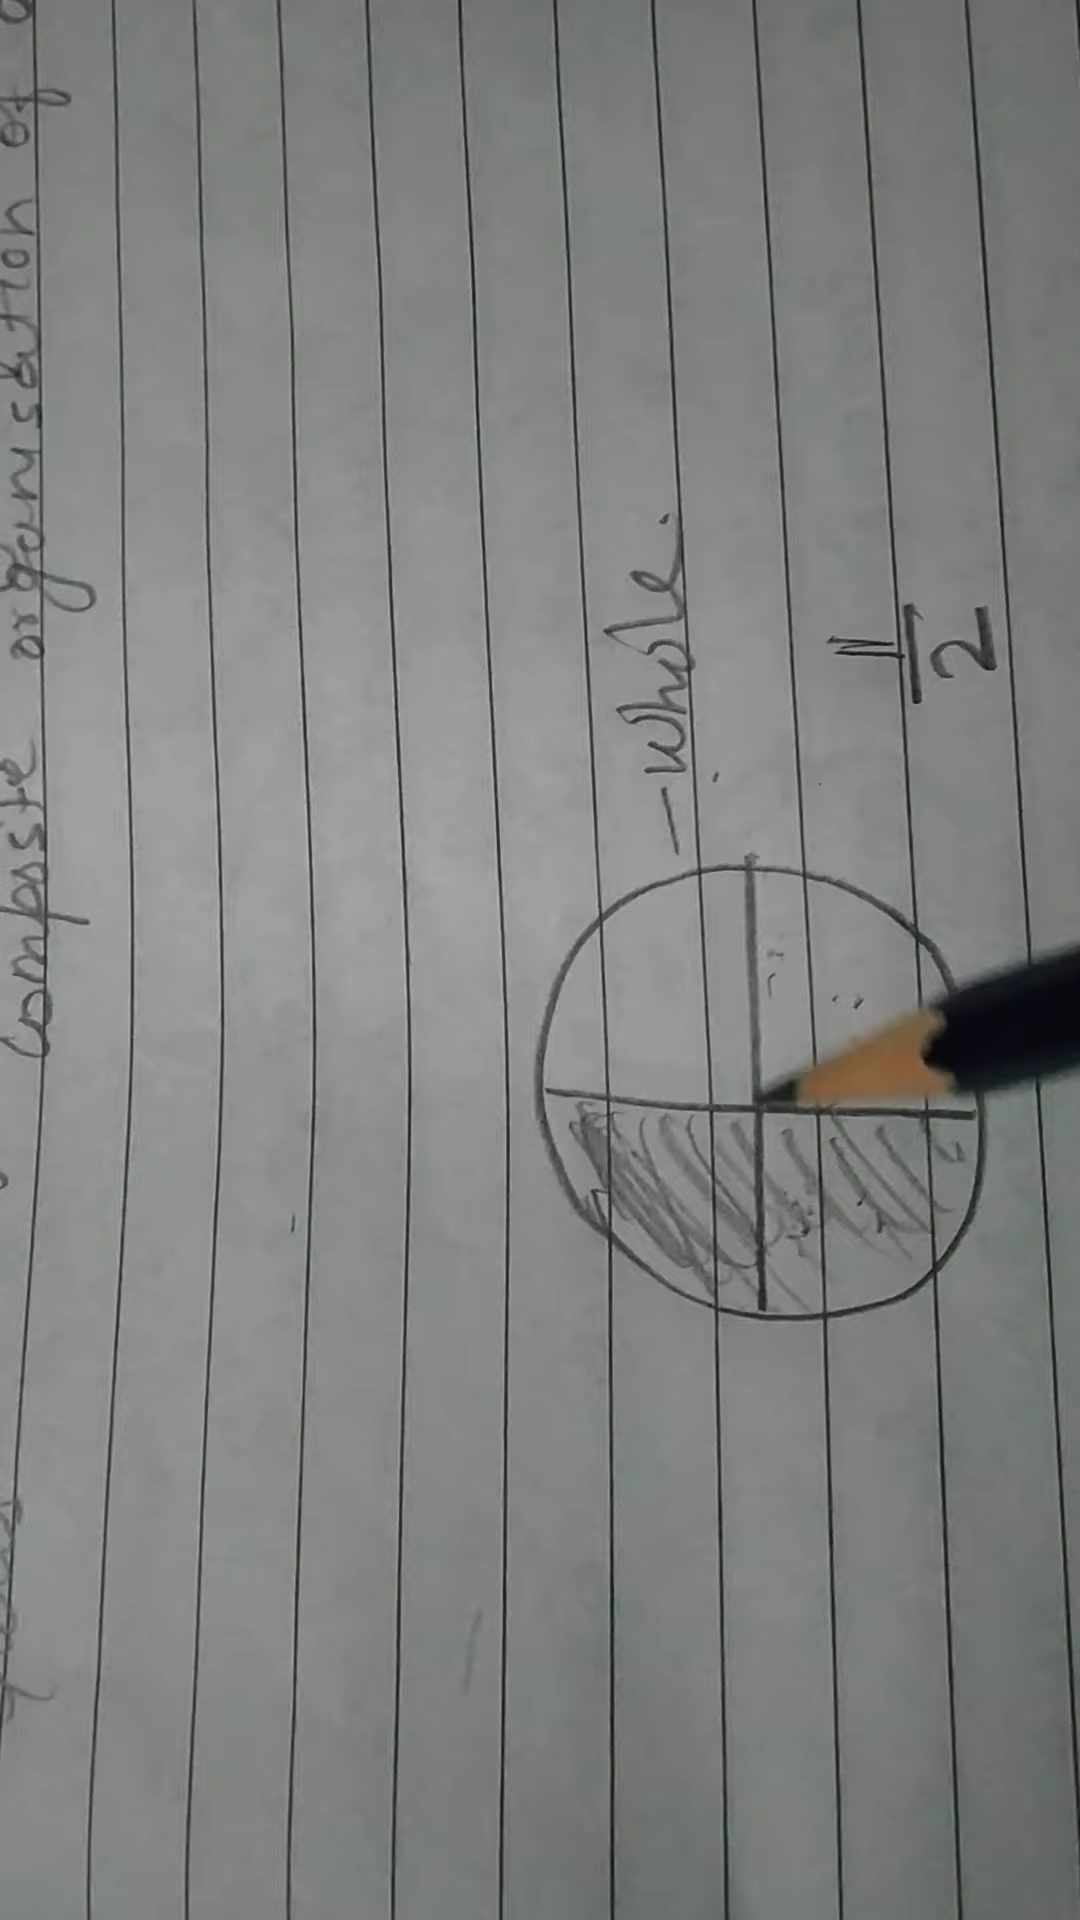 composite organisation of
-whole.
1
2